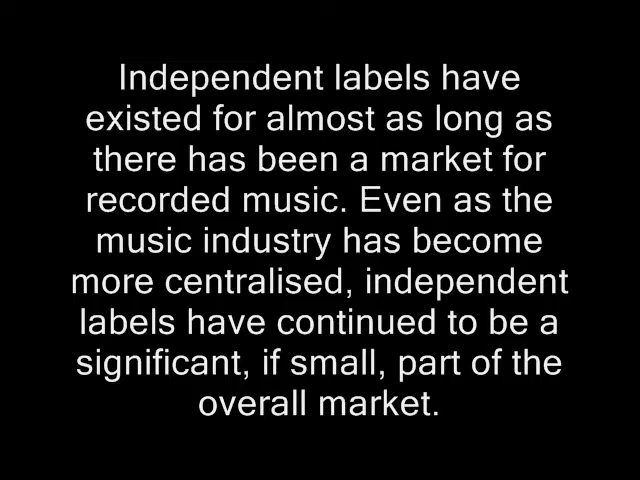 Independent labels have
existed for almost as long as
there has been a market for
recorded music. Even as the
music industry has become
more centralised, independent
labels have continued to be a
significant, if small, part of the
overall market.